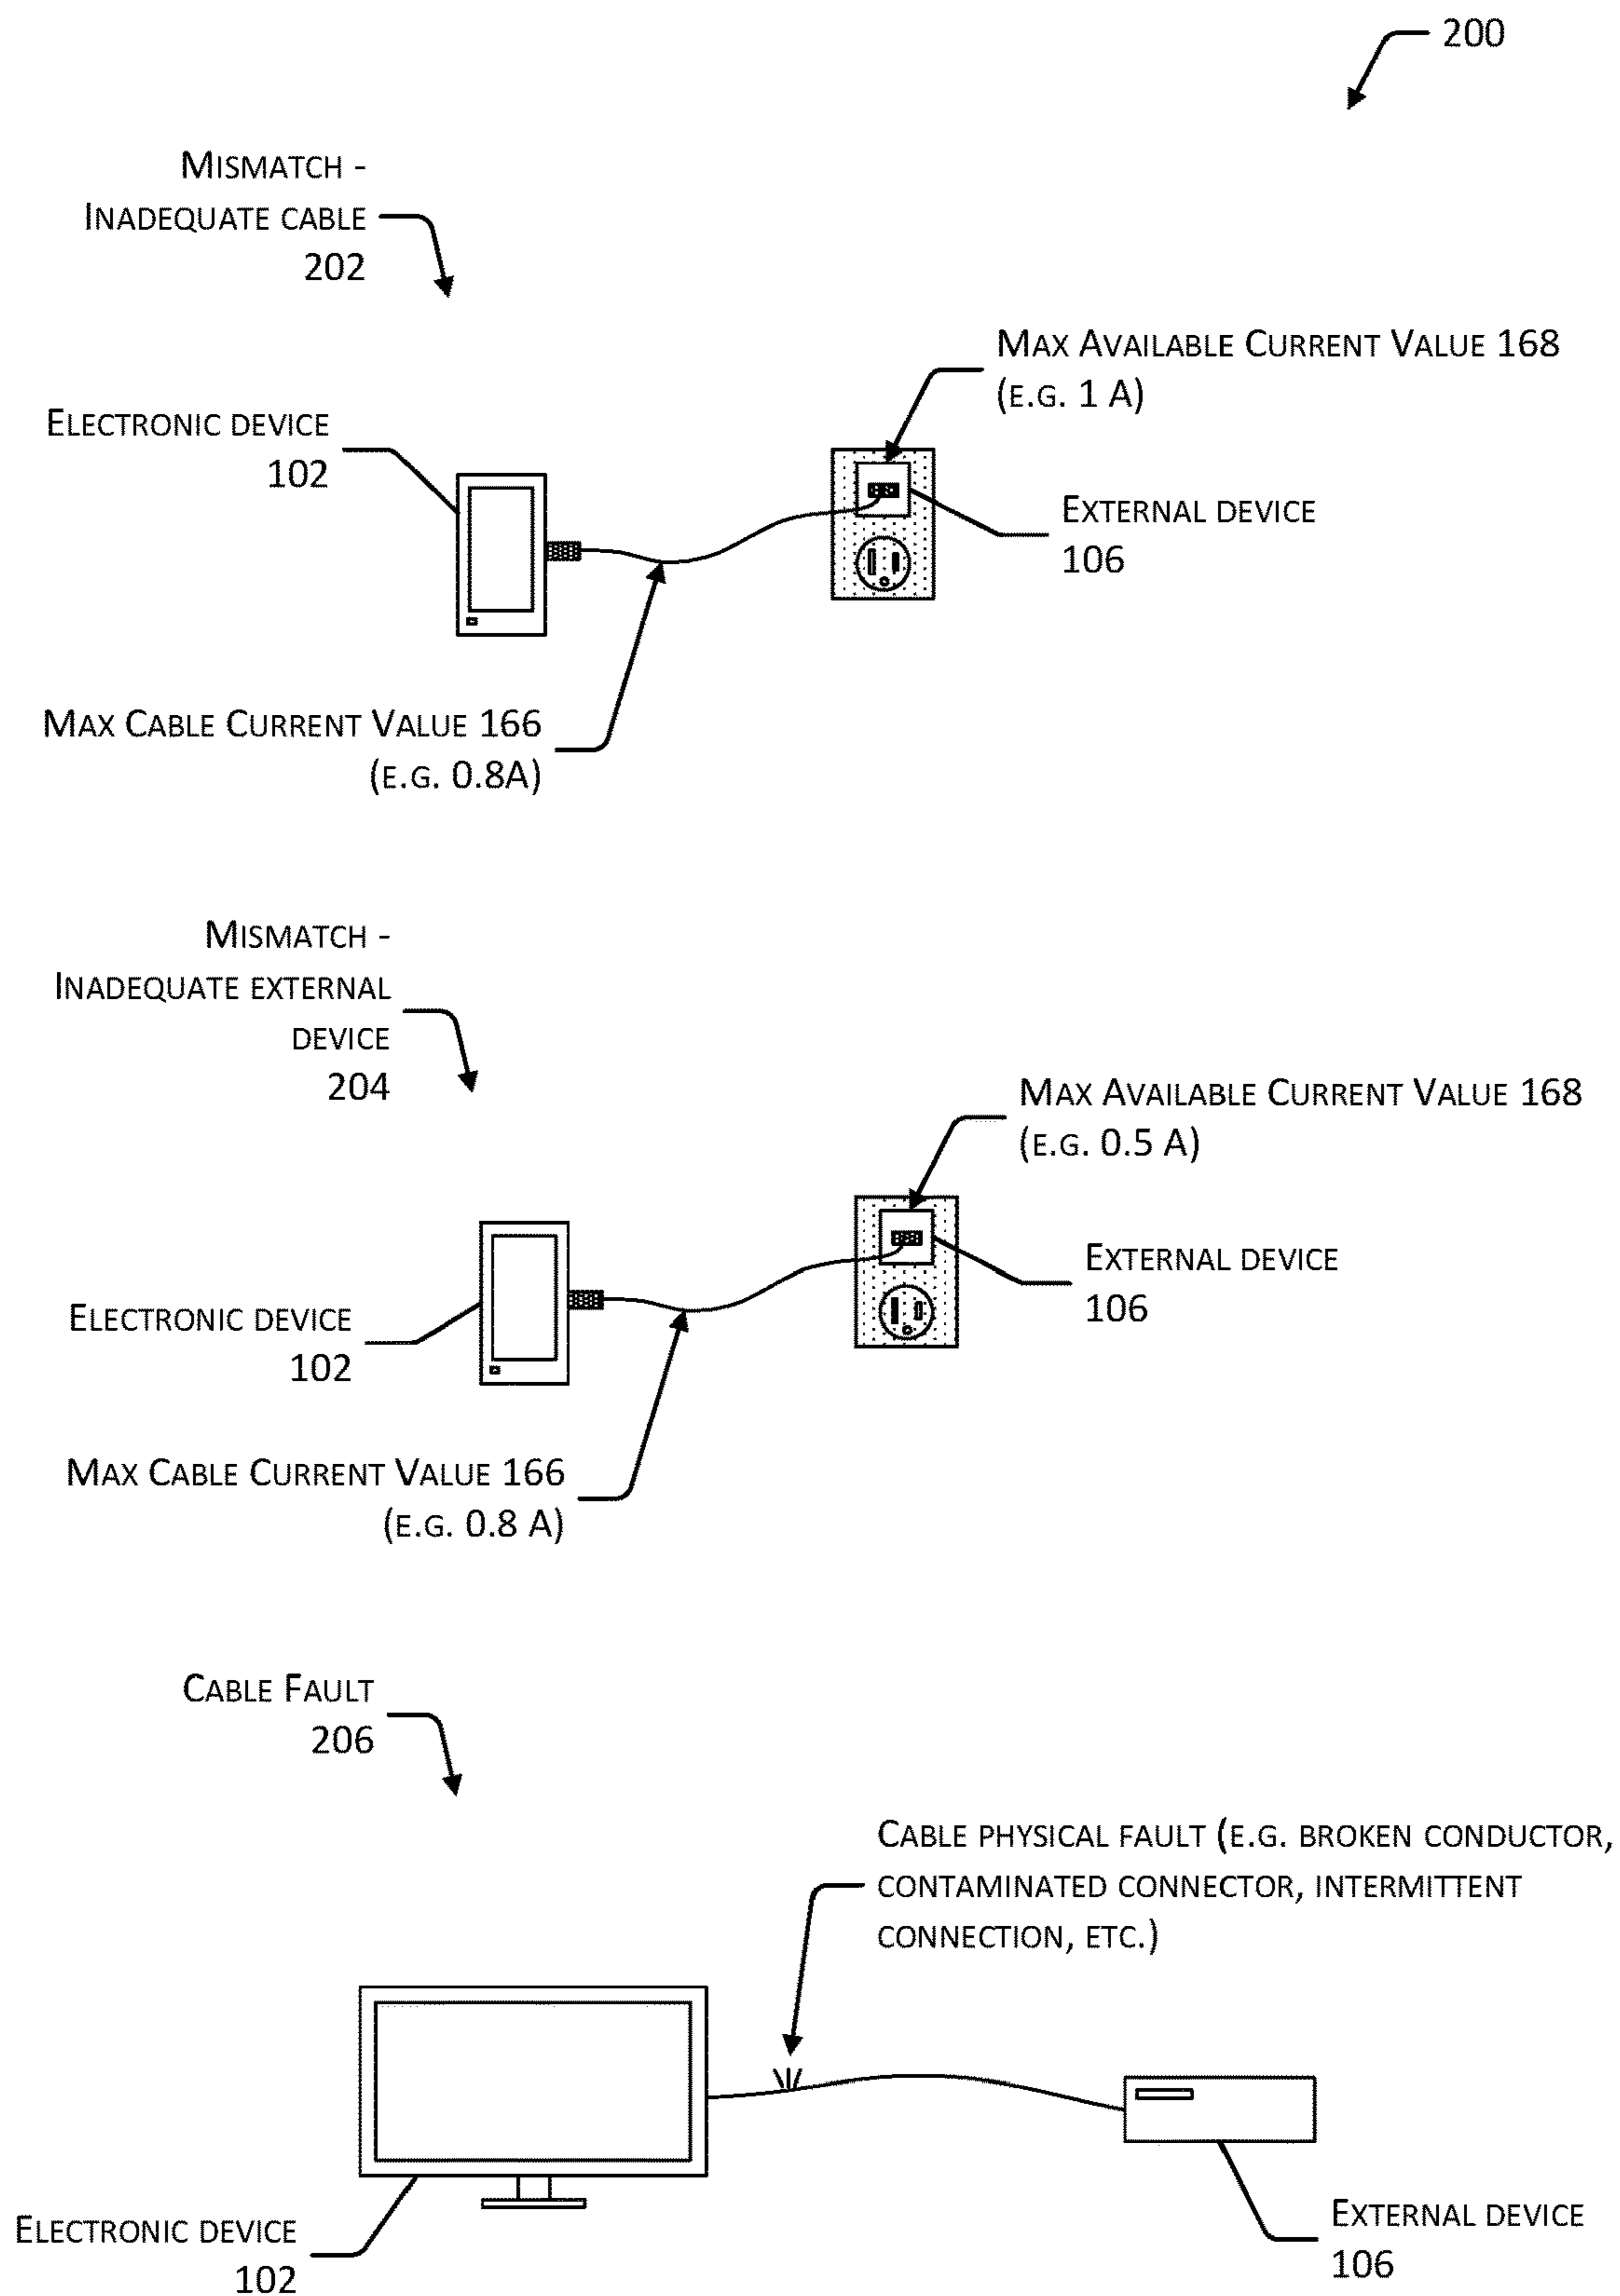 200
MISMATCH -
INADEQUATE CABLE
202
MAX AVAILABLE CURRENT VALUE 168
(E.G. 1 A)
ELECTRONIC DEVICE
102
EXTERNAL DEVICE
106
MAX CABLE CURRENT VALUE 166
(E.G. 0.8A)
MISMATCH -
INADEQUATE EXTERNAL
DEVICE
204
MAX AVAILABLE CURRENT VALUE 168
(E.G. 0.5 A)
EXTERNAL DEVICE
106
ELECTRONIC DEVICE
102
MAX CABLE CURRENT VALUE 166
(E.G. 0.8 A)
CABLE FAULT
206
CABLE PHYSICAL FAULT (E.G. BROKEN CONDUCTOR,
CONTAMINATED CONNECTOR, INTERMITTENT
CONNECTION, ETC.)
ELECTRONIC DEVICE
102
EXTERNAL DEVICE
106